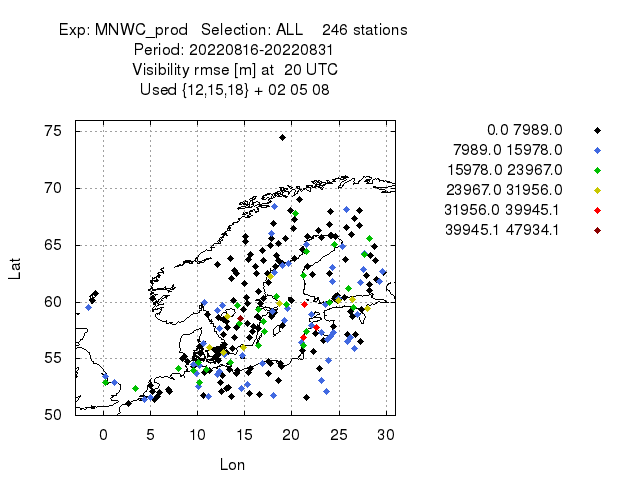 Exp: MNWC_prod Selection: ALL 246 stations
Period: 20220816-20220831
Visibility rmse [m] at 20 UTC
Used {12,15,18} + 02 05 08
0.0 7989.0
7989.0 15978.0
15978.0 23967.0
23967.0 31956.0
31956.0 39945.1
39945.1 47934.1
75
70
65
60
55
50
Lat
0 5 10 15 20 25 30
Lon